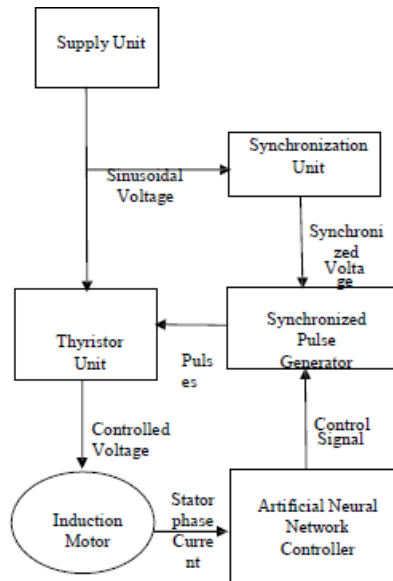 Supply Unit
Synchronization
Unit
Sinusoidal
Voltage
Synchroni
zed
Volta
ge
Thyristor
Unit
Synchronized
Pulse
Generator
Puls
es
Controlled
Voltage
Control
Signal
Induction
Motor
Stator
phase
Curre
nt
Artificial Neural
Network
Controller